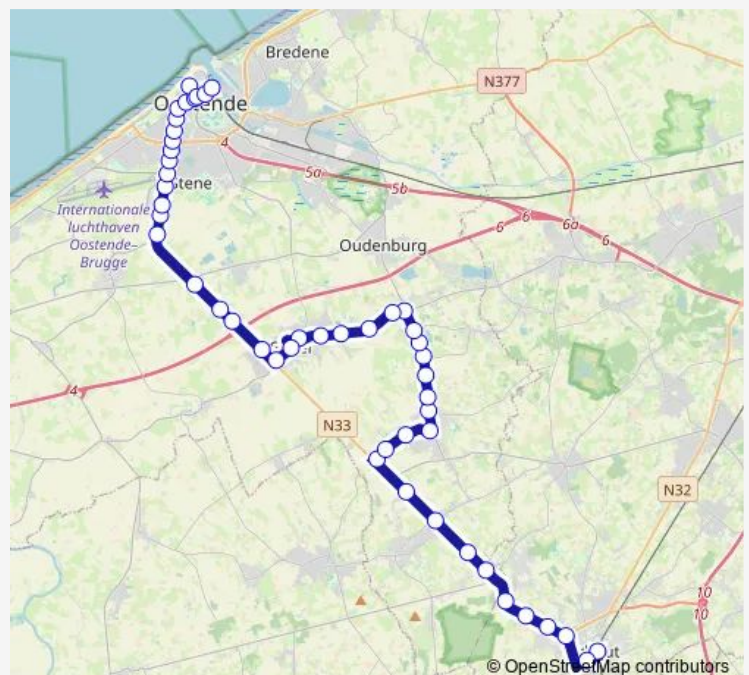 Bredene
N377
4
5a
5b
Stene
Internationale
luchthaven
Oostende–
Brugge
6
6
6a
6
Oudenburg
4
N33
N32
10
10
© OpenStreetMap contributors